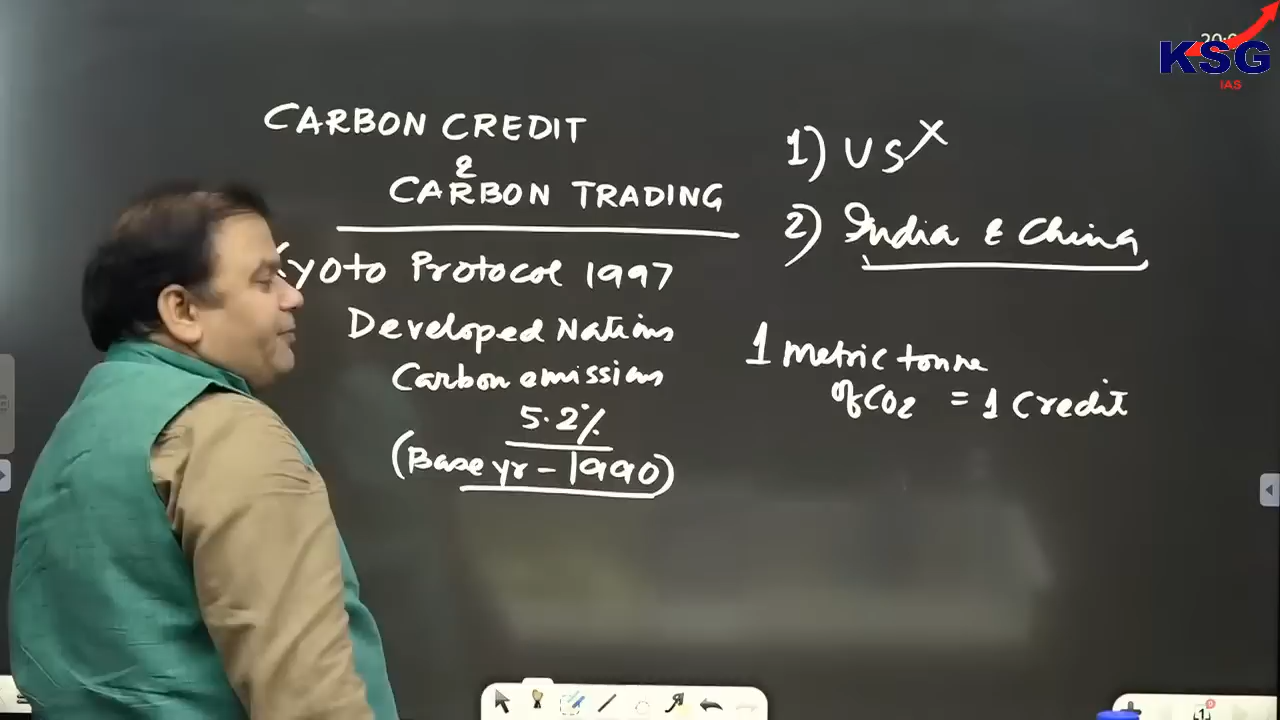 CARBON CREDIT
&
CARBON TRADING
Kyoto Protocol 1997
Developed Nations
Carbon emissions
5.2%
(Base yr - 1990)
1) US X
2) India & China
1 Metric tonne
of CO2 = 1 Credit
KSG
IAS